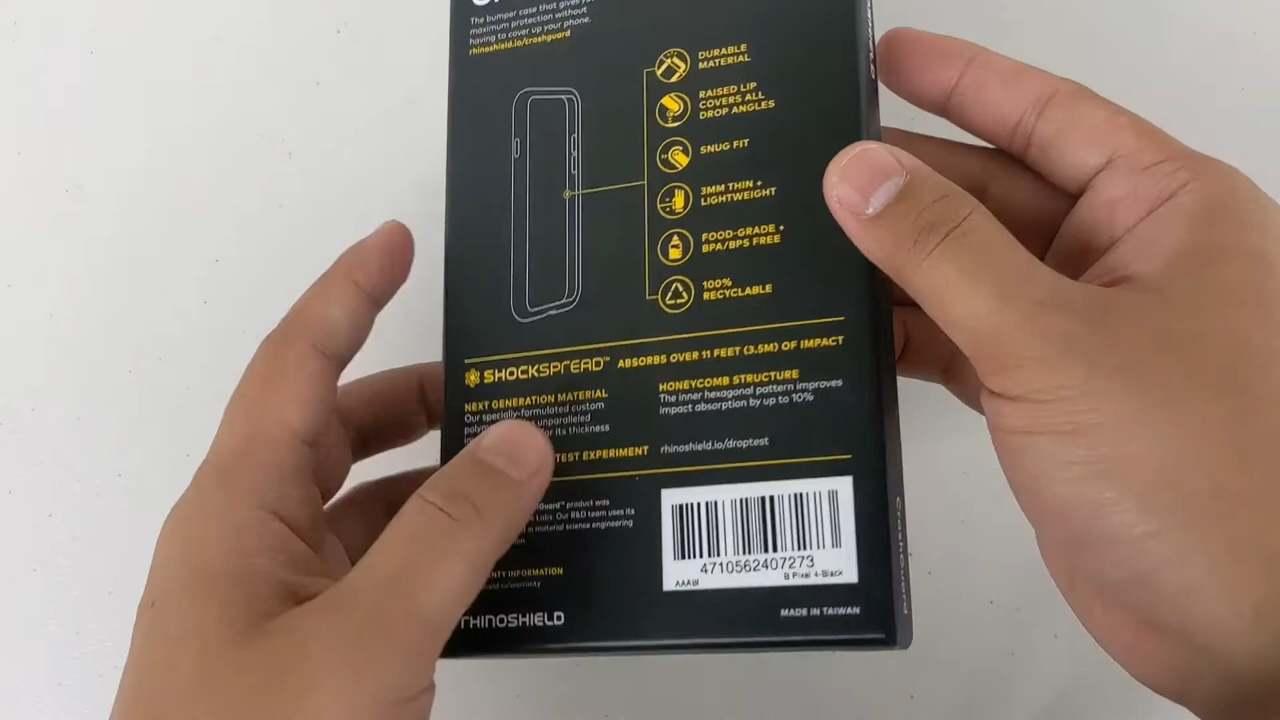 The bumper case that gives you
maximum protection without
having to cover up your phone.
rhinoshield.io/crashguard
DURABLE
MATERIAL
RAISED LIP
COVERS ALL
DROP ANGLES
SNUG FIT
3MM THIN +
LIGHTWEIGHT
FOOD-GRADE +
BPA/BPS FREE
100%
RECYCLABLE
SHOCKSPREAD™ ABSORBS OVER 11 FEET (3.5M) OF IMPACT
NEXT GENERATION MATERIAL
Our specially-formulated custom
unparalleled
for its thickness
HONEYCOMB STRUCTURE
The inner hexagonal pattern improves
impact absorption by up to 10%
TEST EXPERIMENT rhinoshield.io/droptest
product was
Labs. Our R&D team uses its
in material science engineering
INFORMATION
RHINOSHIELD
4710562407273
AAABI B Pixel 4-Black
MADE IN TAIWAN
CrashGuard